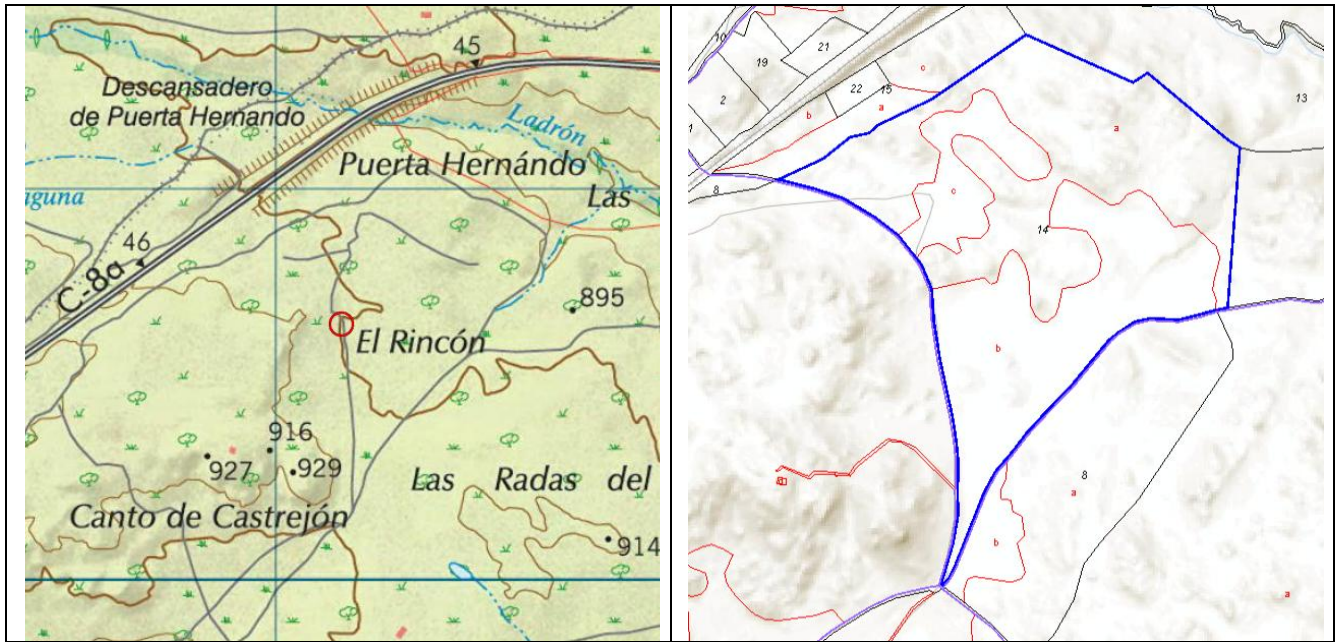 45
Descansadero
de Puerta Hernando
Ladrón
Puerta Hernándo
Las
aguna
46
C-8a
895
El Rincón
916
927
929
Las Radas del
Canto de Castrejón
914
10
21
19
c
2
22
15
13
a
b
a
1
8
c
14
b
8
a
b
a